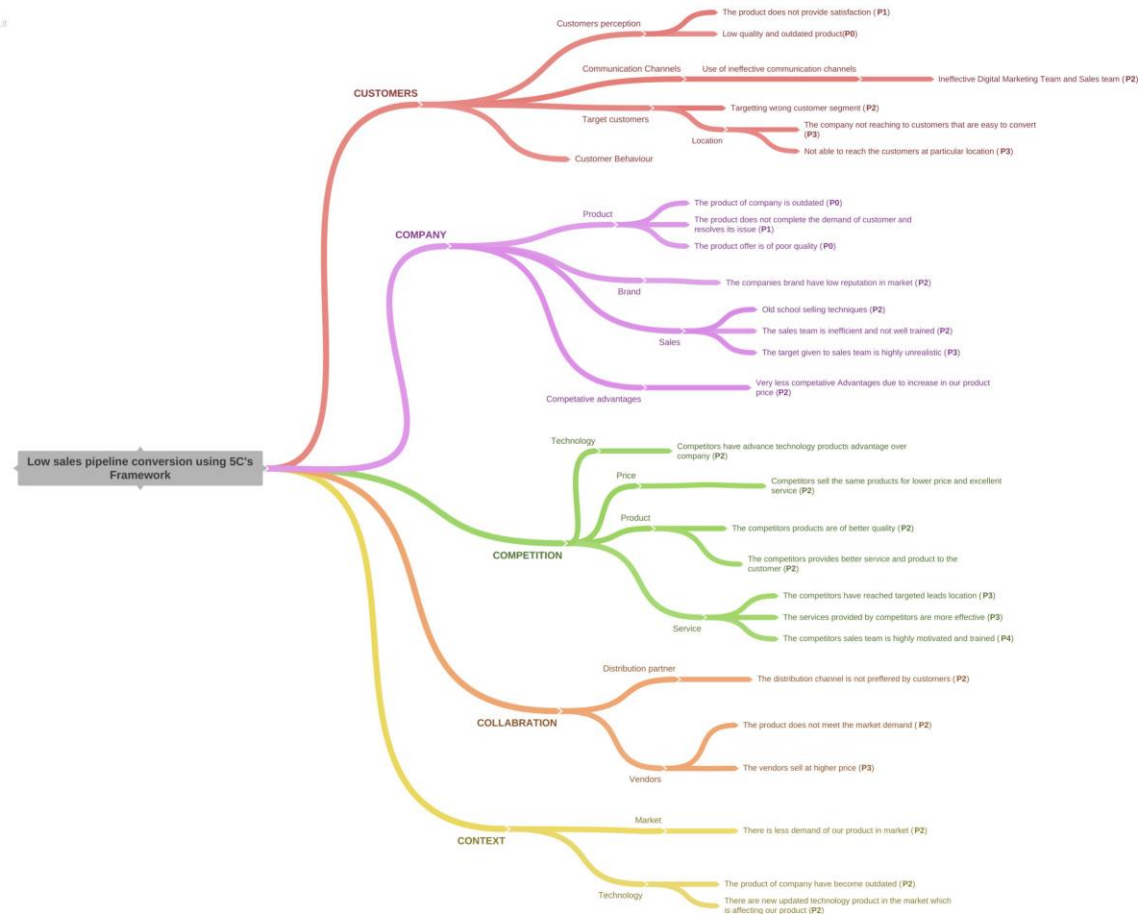 .it
Customers perception
The product does not provide satisfaction (P1)
Low quality and outdated product(P0)
Communication Channels
Use of ineffective communication channels
Ineffective Digital Marketing Team and Sales team (P2)
CUSTOMERS
Target customers
Targetting wrong customer segment (P2)
Location
The company not reaching to customers that are easy to convert
(P3)
Not able to reach the customers at particular location (P3)
Customer Behaviour
COMPANY
Product
The product of company is outdated (P0)
The product does not complete the demand of customer and
resolves its issue (P1)
The product offer is of poor quality (P0)
Brand
The companies brand have low reputation in market (P2)
Sales
Old school selling techniques (P2)
The sales team is inefficient and not well trained (P2)
The target given to sales team is highly unrealistic (P3)
Competative advantages
Very less competative Advantages due to increase in our product
price (P2)
Low sales pipeline conversion using 5C's
Framework
COMPETITION
Technology
Competitors have advance technology products advantage over
company (P2)
Price
Competitors sell the same products for lower price and excellent
service (P2)
Product
The competitors products are of better quality (P2)
The competitors provides better service and product to the
customer (P2)
Service
The competitors have reached targeted leads location (P3)
The services provided by competitors are more effective (P3)
The competitors sales team is highly motivated and trained (P4)
COLLABRATION
Distribution partner
The distribution channel is not preffered by customers (P2)
Vendors
The product does not meet the market demand ( P2)
The vendors sell at higher price (P3)
CONTEXT
Market
There is less demand of our product in market (P2)
Technology
The product of company have become outdated (P2)
There are new updated technology product in the market which
is affecting our product (P2)